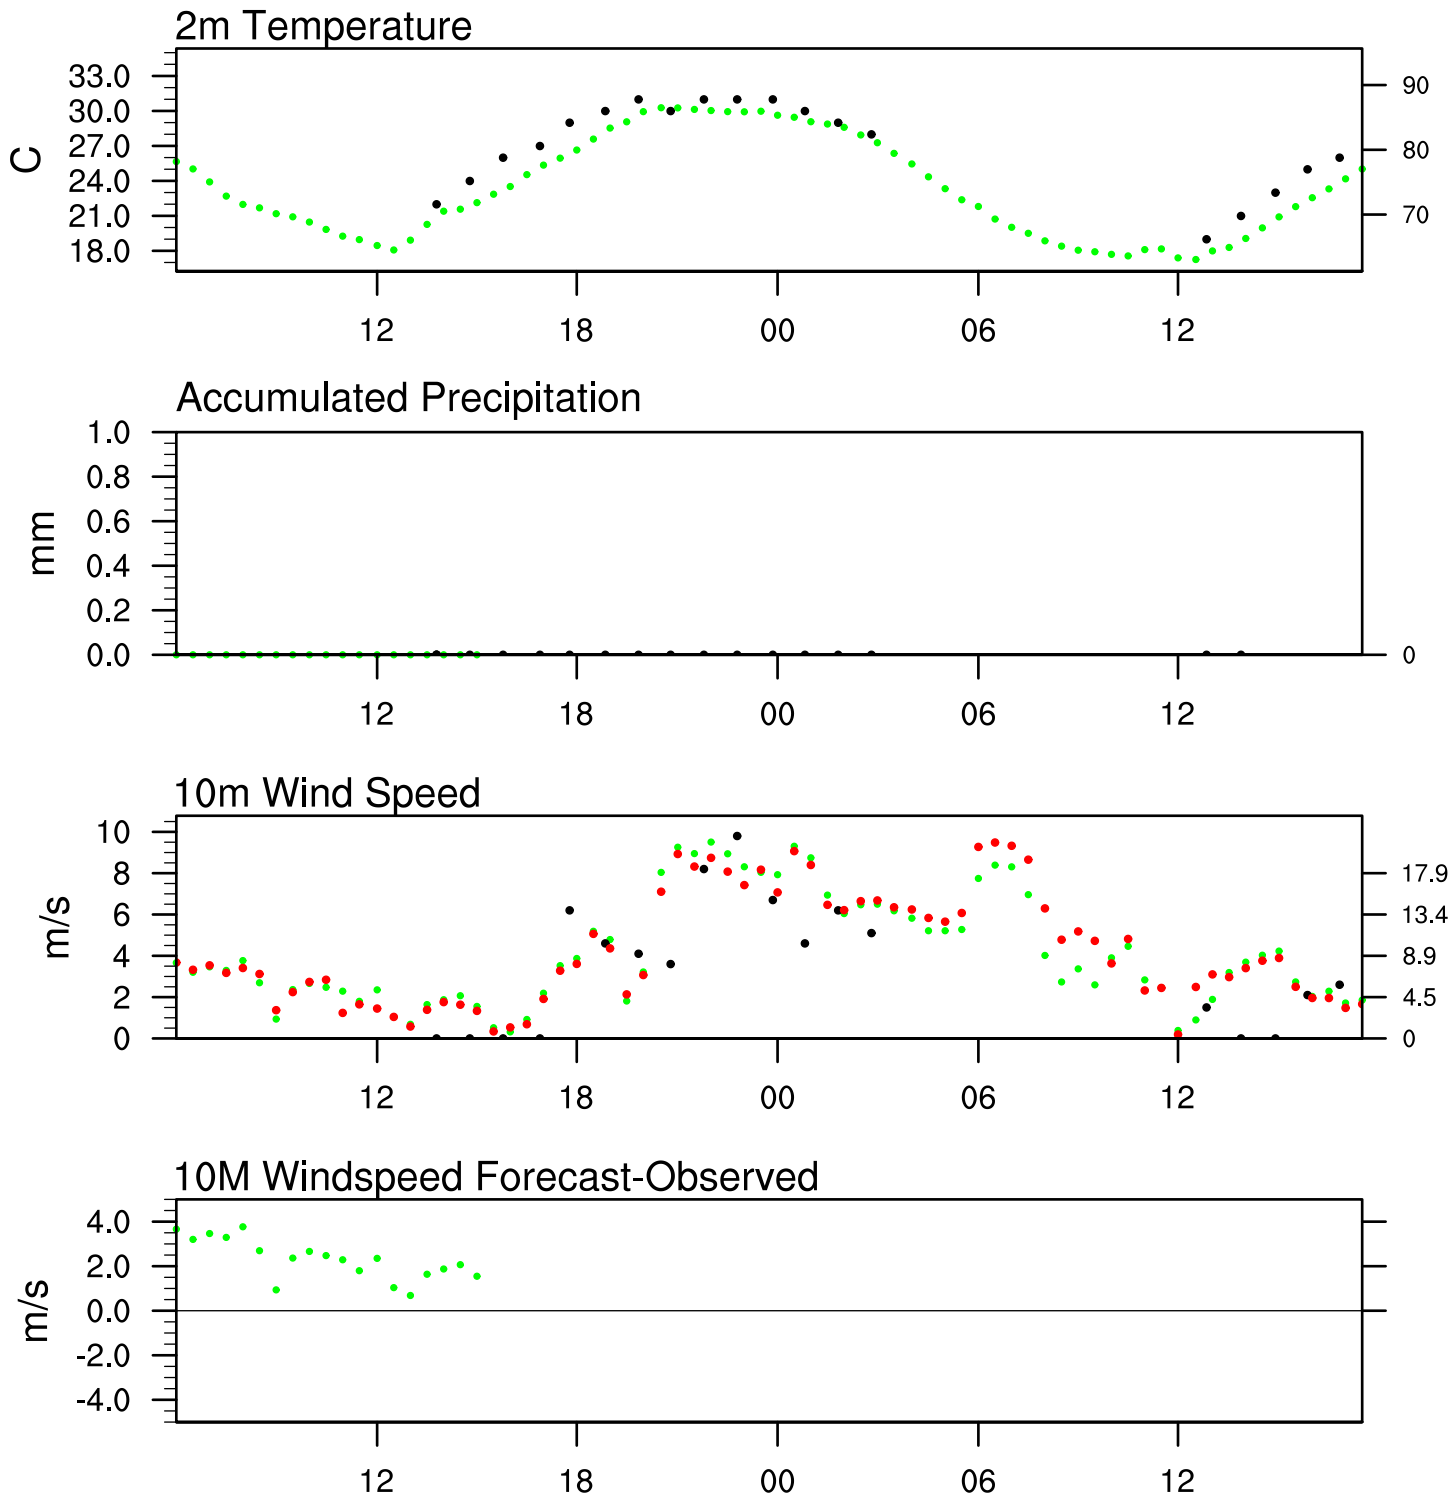 2m Temperature
33.0
30.0
27.0
24.0
21.0
18.0
C
90
80
70
12 18 00 06 12
Accumulated Precipitation
1.0
0.8
0.6
0.4
0.2
0.0
mm
0
12 18 00 06 12
10m Wind Speed
10
8
6
4
2
0
m/s
17.9
13.4
8.9
4.5
0
12 18 00 06 12
10M Windspeed Forecast-Observed
4.0
2.0
0.0
-2.0
-4.0
m/s
12 18 00 06 12